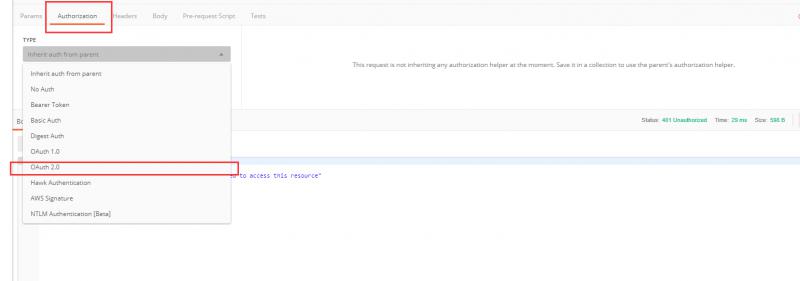 Params Authorization Headers Body Pre-request Script Tests
TYPE
Inherit auth from parent
This request is not inheriting any authorization helper at the moment. Save it in a collection to use the parent's authorization helper.
Inherit auth from parent
No Auth
Bearer Token
Basic Auth
Status: 401 Unauthorized Time: 29 ms Size: 598 B
Digest Auth
OAuth 1.0
OAuth 2.0
to access this resource"
Hawk Authentication
AWS Signature
NTLM Authentication [Beta]